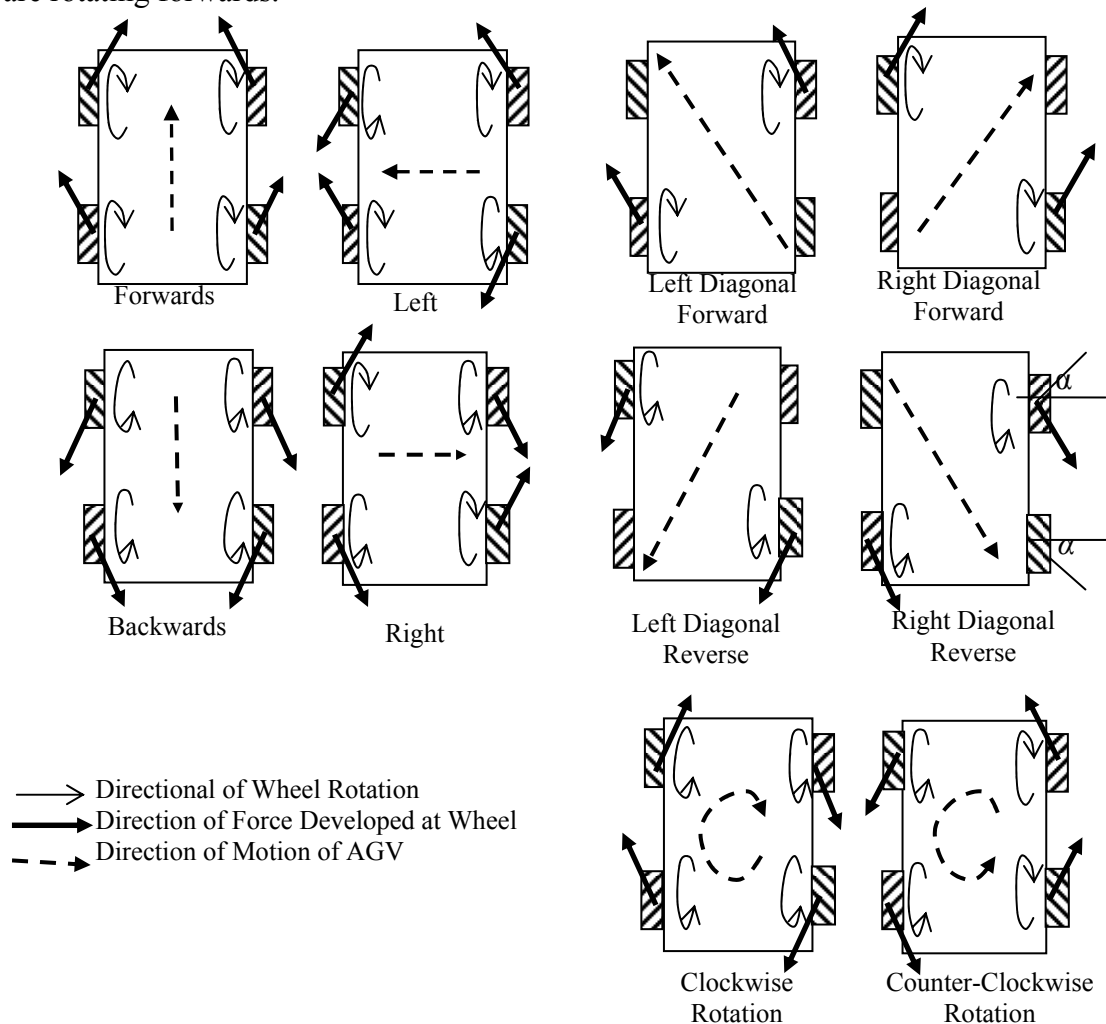 are rotating forwards.
Forwards
Left
Left Diagonal
Forward
Right Diagonal
Forward
α
α
Backwards
Right
Left Diagonal
Reverse
Right Diagonal
Reverse
Directional of Wheel Rotation
Direction of Force Developed at Wheel
Direction of Motion of AGV
Clockwise
Rotation
Counter-Clockwise
Rotation